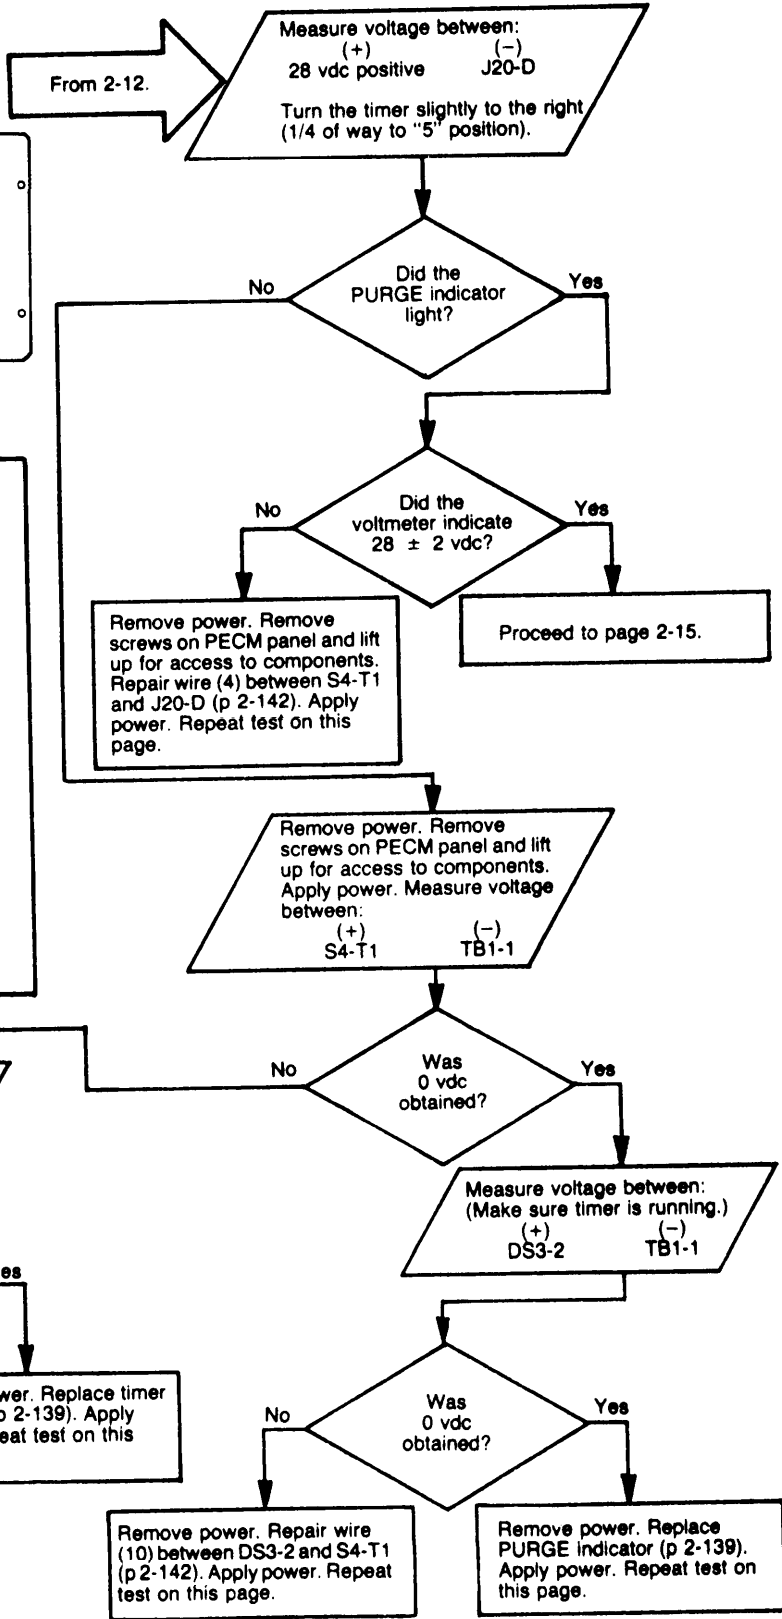 From 2-12.
Measure voltage between:
(+) (−)
28 vdc positive J20-D
Turn the timer slightly to the right
(1/4 of way to "5" position).
Did the
PURGE indicator
light?
No
Yes
Did the
voltmeter indicate
28 ± 2 vdc?
No
Yes
Remove power. Remove
screws on PECM panel and lift
up for access to components.
Repair wire (4) between S4-T1
and J20-D (p 2-142). Apply
power. Repeat test on this
page.
Proceed to page 2-15.
Remove power. Remove
screws on PECM panel and lift
up for access to components.
Apply power. Measure voltage
between:
(+) (−)
S4-T1 TB1-1
Was
0 vdc
obtained?
No
Yes
Measure voltage between:
(Make sure timer is running.)
(+) (−)
DS3-2 TB1-1
es
wer. Replace timer
p 2-139). Apply
eat test on this
Was
0 vdc
obtained?
No
Yes
Remove power. Repair wire
(10) between DS3-2 and S4-T1
(p 2-142). Apply power. Repeat
test on this page.
Remove power. Replace
PURGE indicator (p 2-139).
Apply power. Repeat test on
this page.